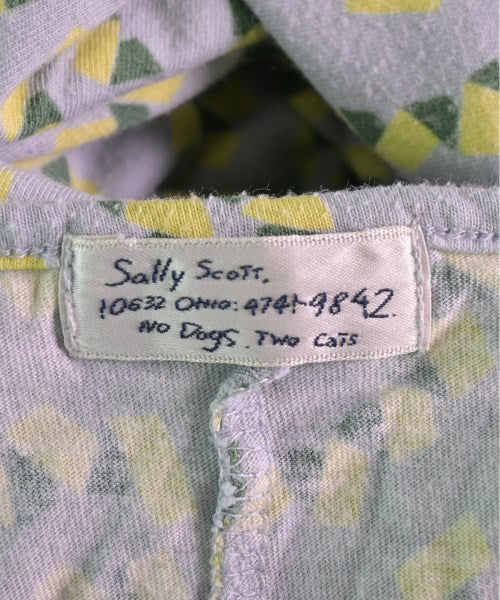 Sally Scott.
10632 Ohio: 4741-9842.
No Dogs. Two Cats